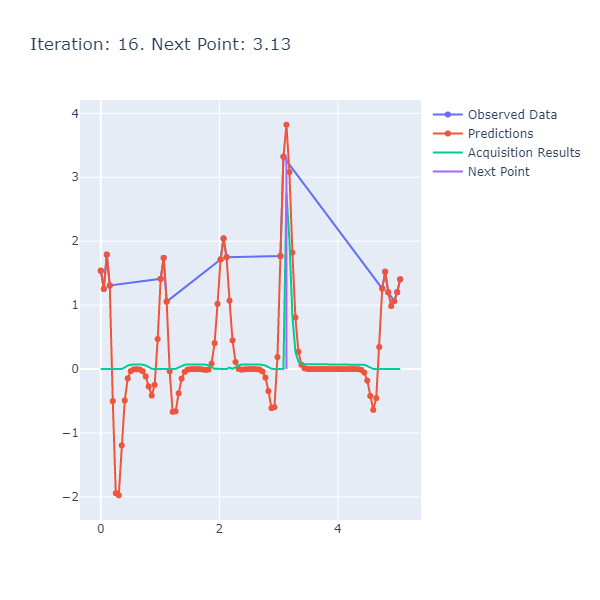 Iteration: 16. Next Point: 3.13
Observed Data
Predictions
Acquisition Results
Next Point
4
3
2
1
0
−1
−2
0
2
4